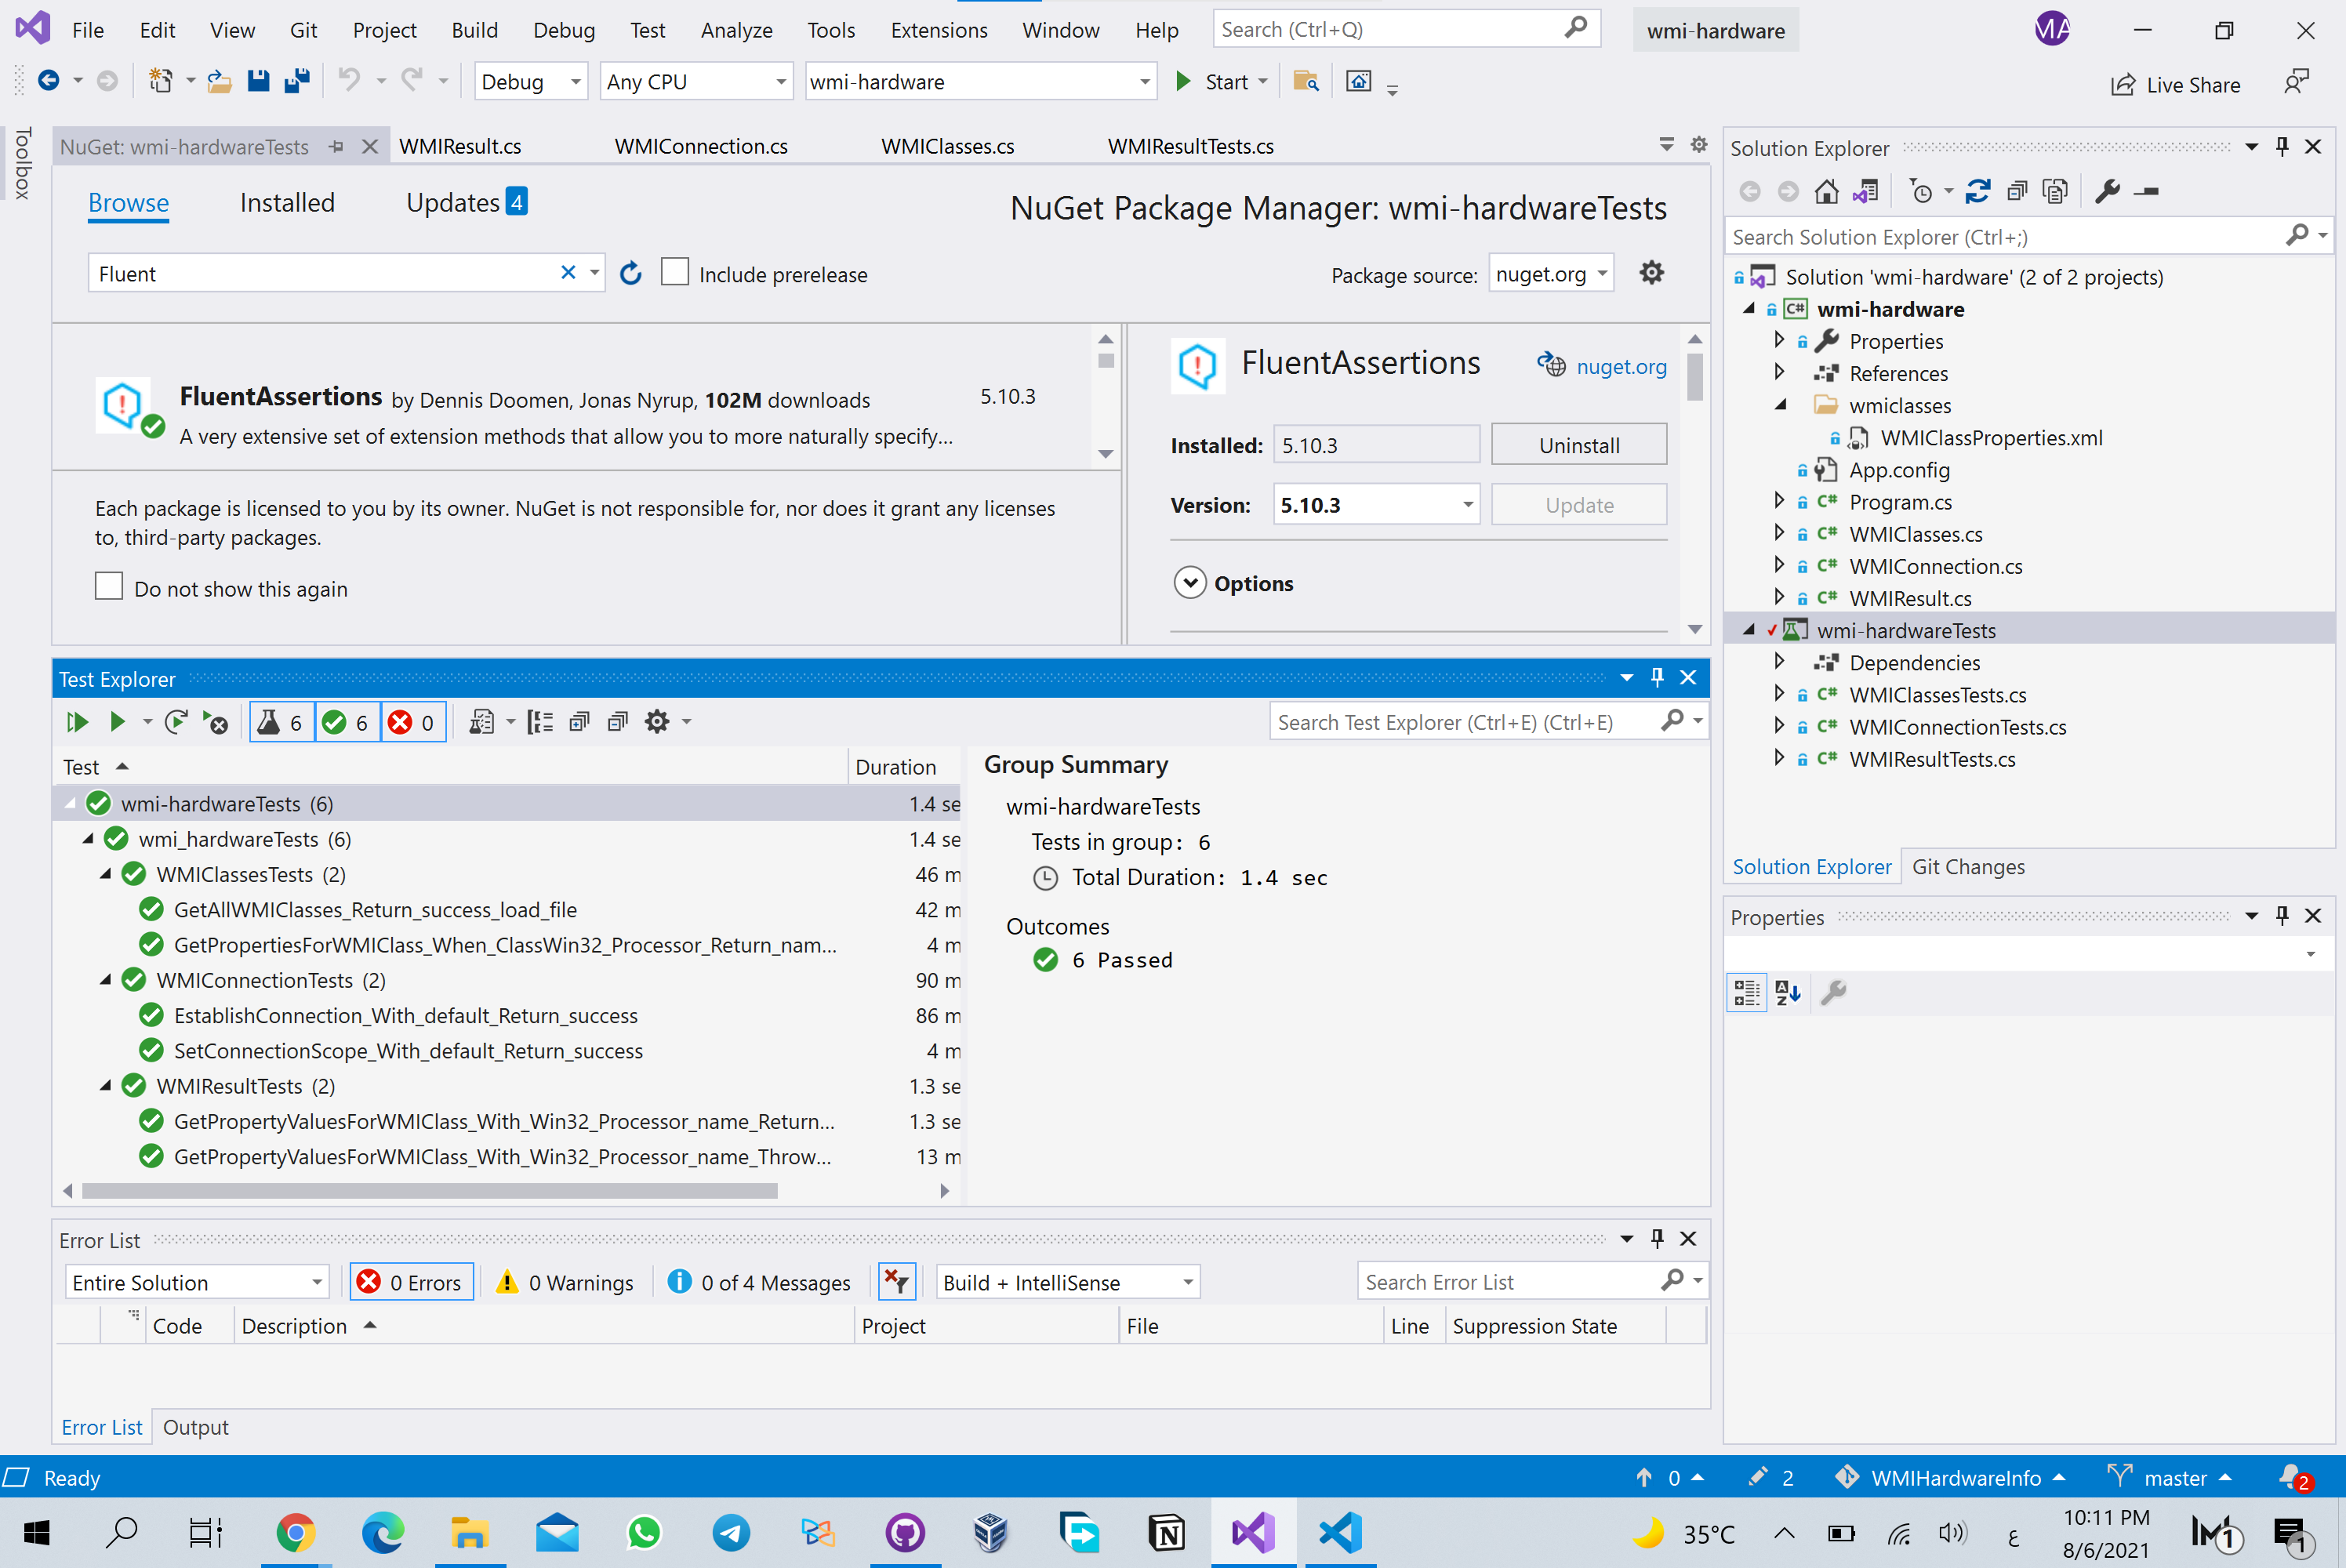 File Edit View Git Project Build Debug Test Analyze Tools Extensions Window Help Search (Ctrl+Q) wmi-hardware MA
Debug Any CPU wmi-hardware Start Live Share
Toolbox
NuGet: wmi-hardwareTests WMIResult.cs WMIConnection.cs WMIClasses.cs WMIResultTests.cs
Browse Installed Updates 4
NuGet Package Manager: wmi-hardwareTests
Fluent Include prerelease Package source: nuget.org
FluentAssertions by Dennis Doomen, Jonas Nyrup, 102M downloads 5.10.3
A very extensive set of extension methods that allow you to more naturally specify...
Each package is licensed to you by its owner. NuGet is not responsible for, nor does it grant any licenses
to, third-party packages.
Do not show this again
FluentAssertions nuget.org
Installed: 5.10.3 Uninstall
Version: 5.10.3 Update
Options
Test Explorer
6 6 0 Search Test Explorer (Ctrl+E) (Ctrl+E)
Test Duration
wmi-hardwareTests (6) 1.4 se
wmi_hardwareTests (6) 1.4 se
WMIClassesTests (2) 46 m
GetAllWMIClasses_Return_success_load_file 42 m
GetPropertiesForWMIClass_When_ClassWin32_Processor_Return_nam... 4 m
WMIConnectionTests (2) 90 m
EstablishConnection_With_default_Return_success 86 m
SetConnectionScope_With_default_Return_success 4 m
WMIResultTests (2) 1.3 se
GetPropertyValuesForWMIClass_With_Win32_Processor_name_Return... 1.3 se
GetPropertyValuesForWMIClass_With_Win32_Processor_name_Throw... 13 m
Group Summary
wmi-hardwareTests
Tests in group: 6
Total Duration: 1.4 sec
Outcomes
6 Passed
Error List
Entire Solution 0 Errors 0 Warnings 0 of 4 Messages Build + IntelliSense Search Error List
Code Description Project File Line Suppression State
Error List Output
Solution Explorer
Search Solution Explorer (Ctrl+;)
Solution 'wmi-hardware' (2 of 2 projects)
C# wmi-hardware
Properties
References
wmiclasses
WMIClassProperties.xml
App.config
C# Program.cs
C# WMIClasses.cs
C# WMIConnection.cs
C# WMIResult.cs
wmi-hardwareTests
Dependencies
C# WMIClassesTests.cs
C# WMIConnectionTests.cs
C# WMIResultTests.cs
Solution Explorer Git Changes
Properties
Ready 0 2 WMIHardwareInfo master 2
35°C ع 10:11 PM 1 1
8/6/2021